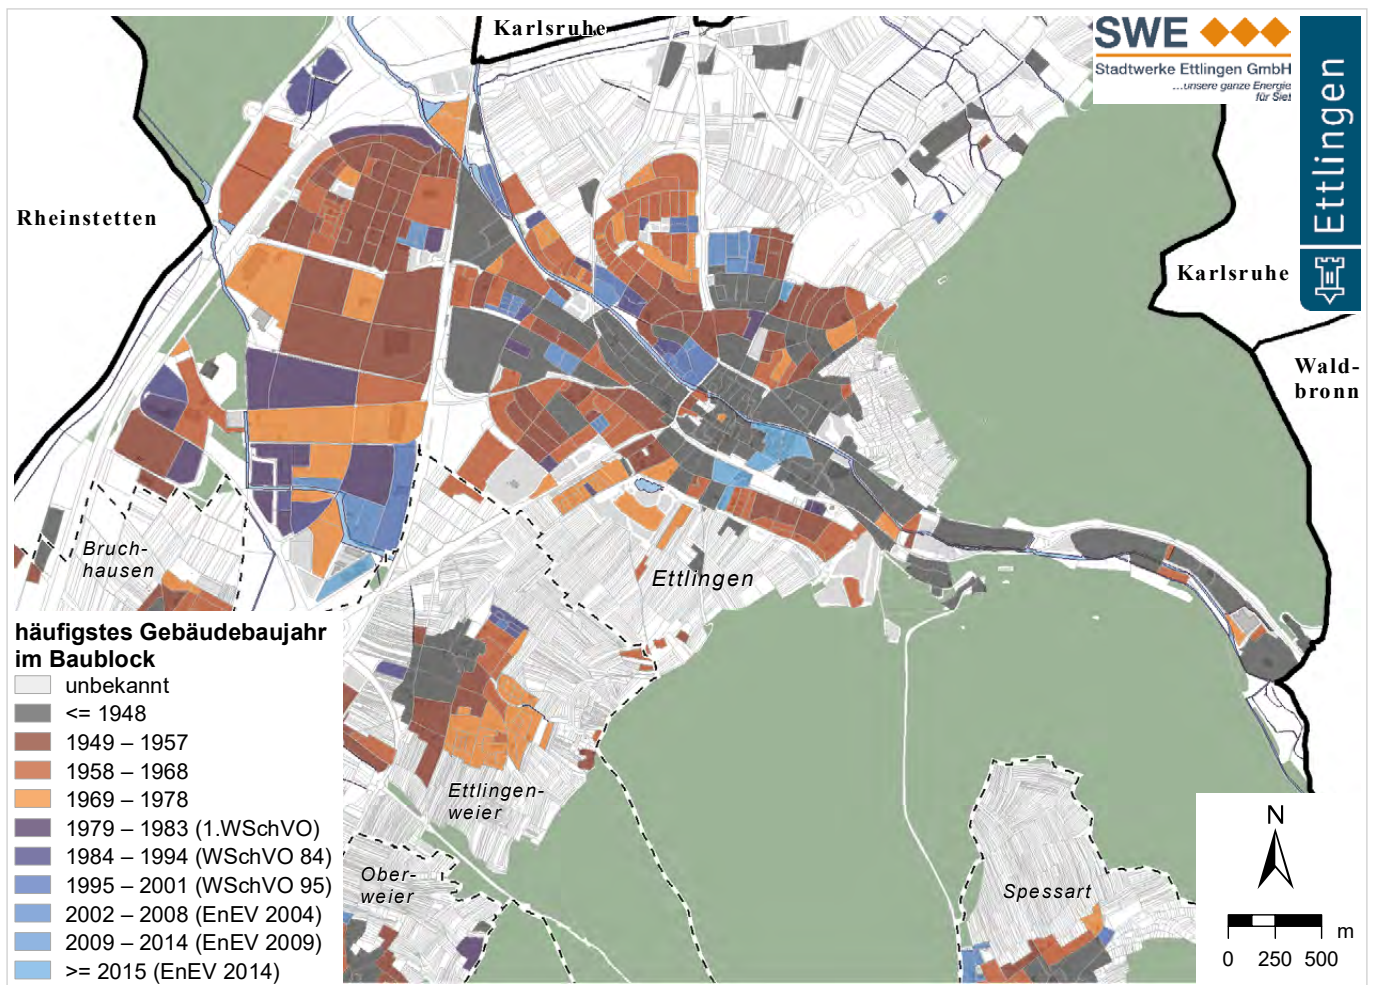 Karlsruhe
SWE
Stadtwerke Ettlingen GmbH
...unsere ganze Energie
für Sie!
Ettlingen
Rheinstetten
Karlsruhe
Wald-
bronn
Bruch-
hausen
Ettlingen
häufigstes Gebäudebaujahr
im Baublock
unbekannt
<= 1948
1949 – 1957
1958 – 1968
1969 – 1978
1979 – 1983 (1.WSchVO)
1984 – 1994 (WSchVO 84)
1995 – 2001 (WSchVO 95)
2002 – 2008 (EnEV 2004)
2009 – 2014 (EnEV 2009)
>= 2015 (EnEV 2014)
Ettlingen-
weier
Ober-
weier
Spessart
N
m
0 250 500